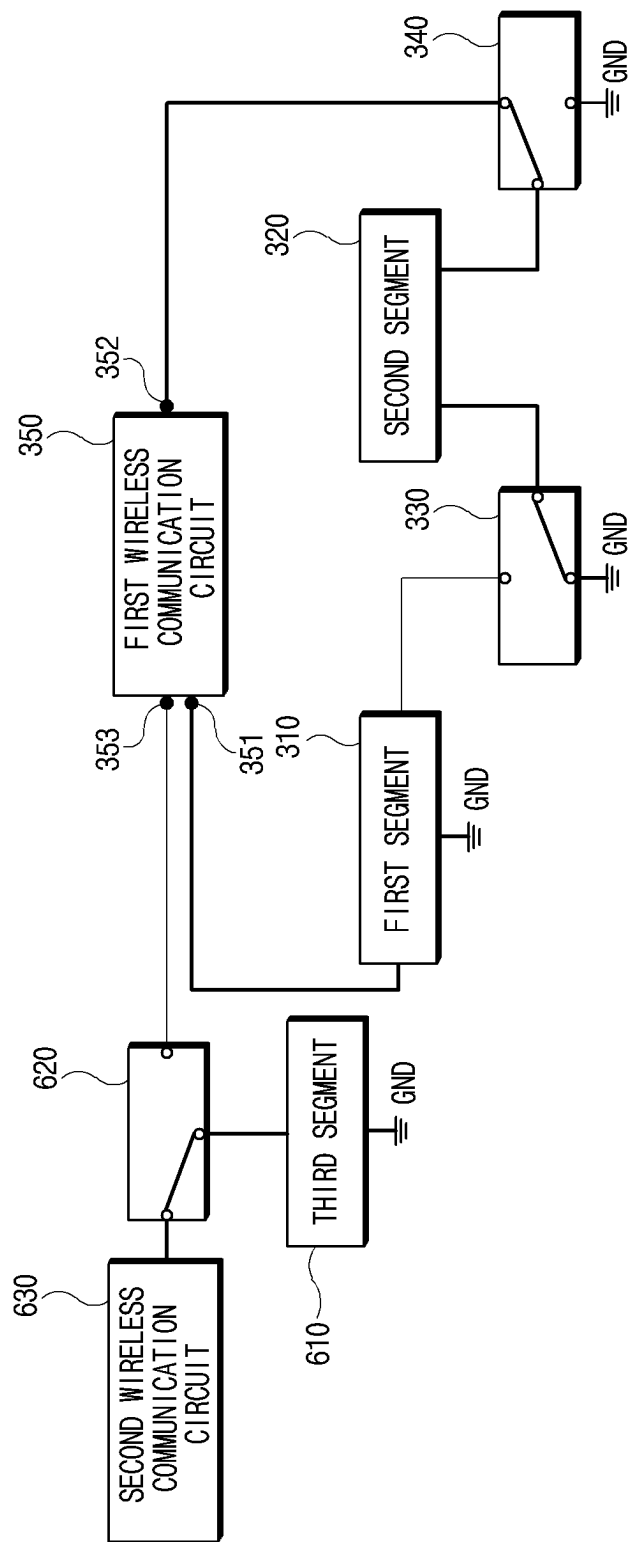 630
SECOND WIRELESS
COMMUNICATION
CIRCUIT
620
THIRD SEGMENT
610
GND
353
351
350
FIRST WIRELESS
COMMUNICATION
CIRCUIT
352
310
FIRST SEGMENT
GND
320
SECOND SEGMENT
330
GND
340
GND